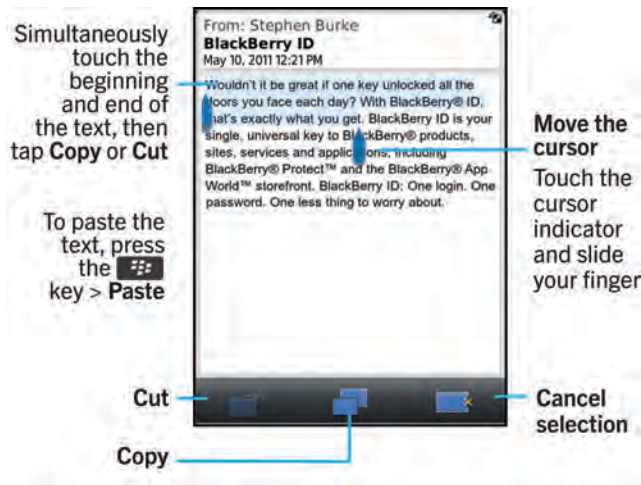 Simultaneously
touch the
beginning
and end of
the text, then
tap Copy or Cut
To paste the
text, press
the
key > Paste
From: Stephen Burke
BlackBerry ID
May 10, 2011 12:21 PM
Wouldn't it be great if one key unlocked all the
doors you face each day? With BlackBerry® ID,
that's exactly what you get. BlackBerry ID is your
single, universal key to BlackBerry® products,
sites, services and applications, including
BlackBerry® Protect™ and the BlackBerry® App
World™ storefront. BlackBerry ID: One login. One
password. One less thing to worry about.
Move the
cursor
Touch the
cursor
indicator
and slide
your finger
Cut
Copy
Cancel
selection